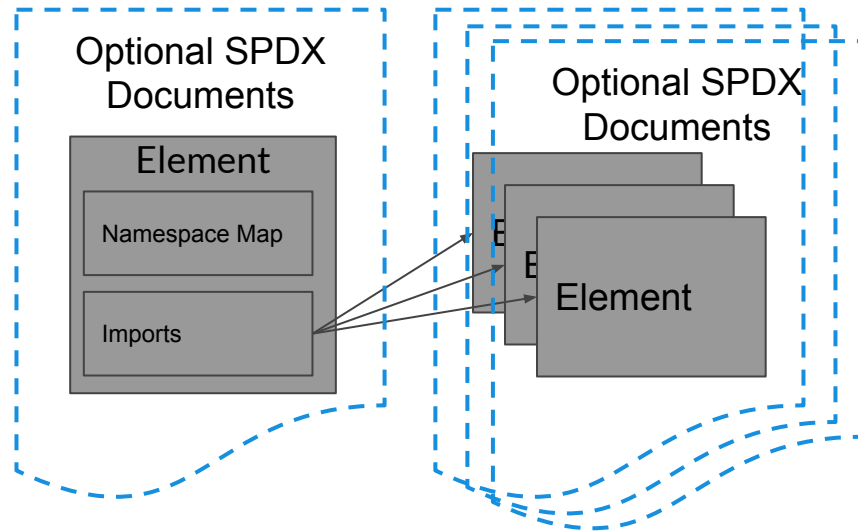 Optional SPDX
Documents
Element
Namespace Map
Imports
Optional SPDX
Documents
E
E
Element